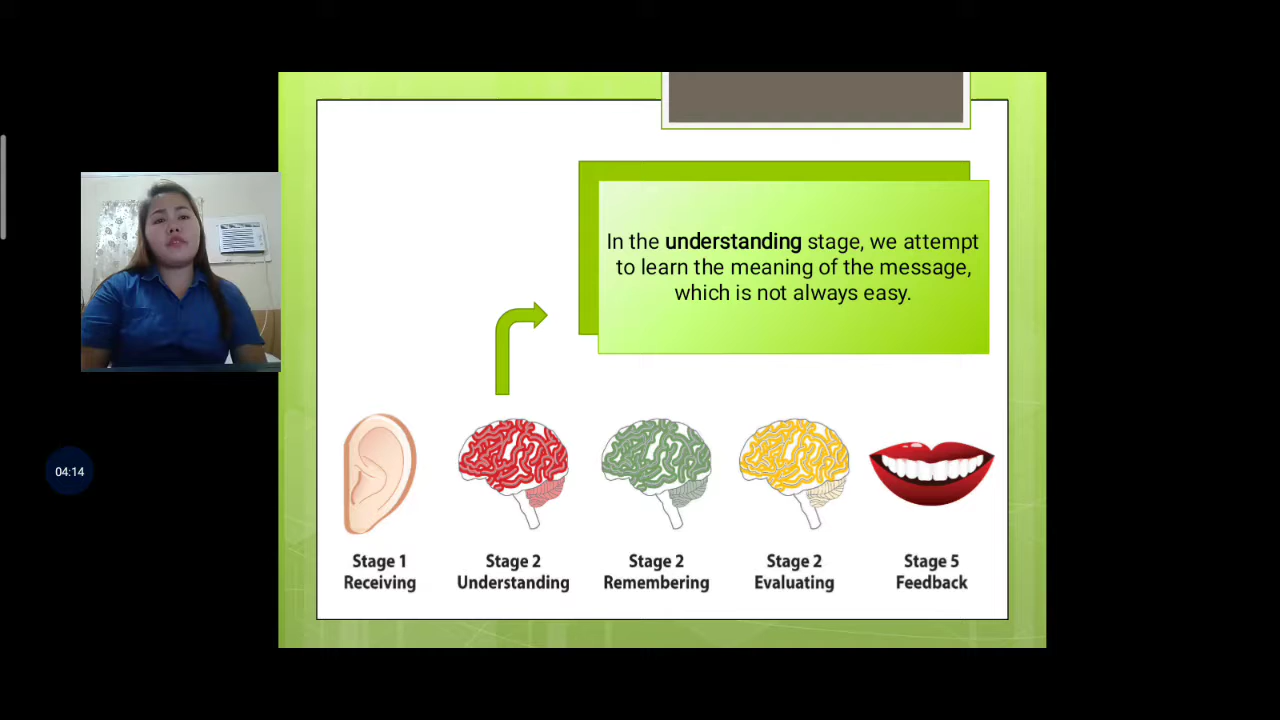 In the understanding stage, we attempt
to learn the meaning of the message,
which is not always easy.
04:14
Stage 1
Receiving
Stage 2
Understanding
Stage 2
Remembering
Stage 2
Evaluating
Stage 5
Feedback